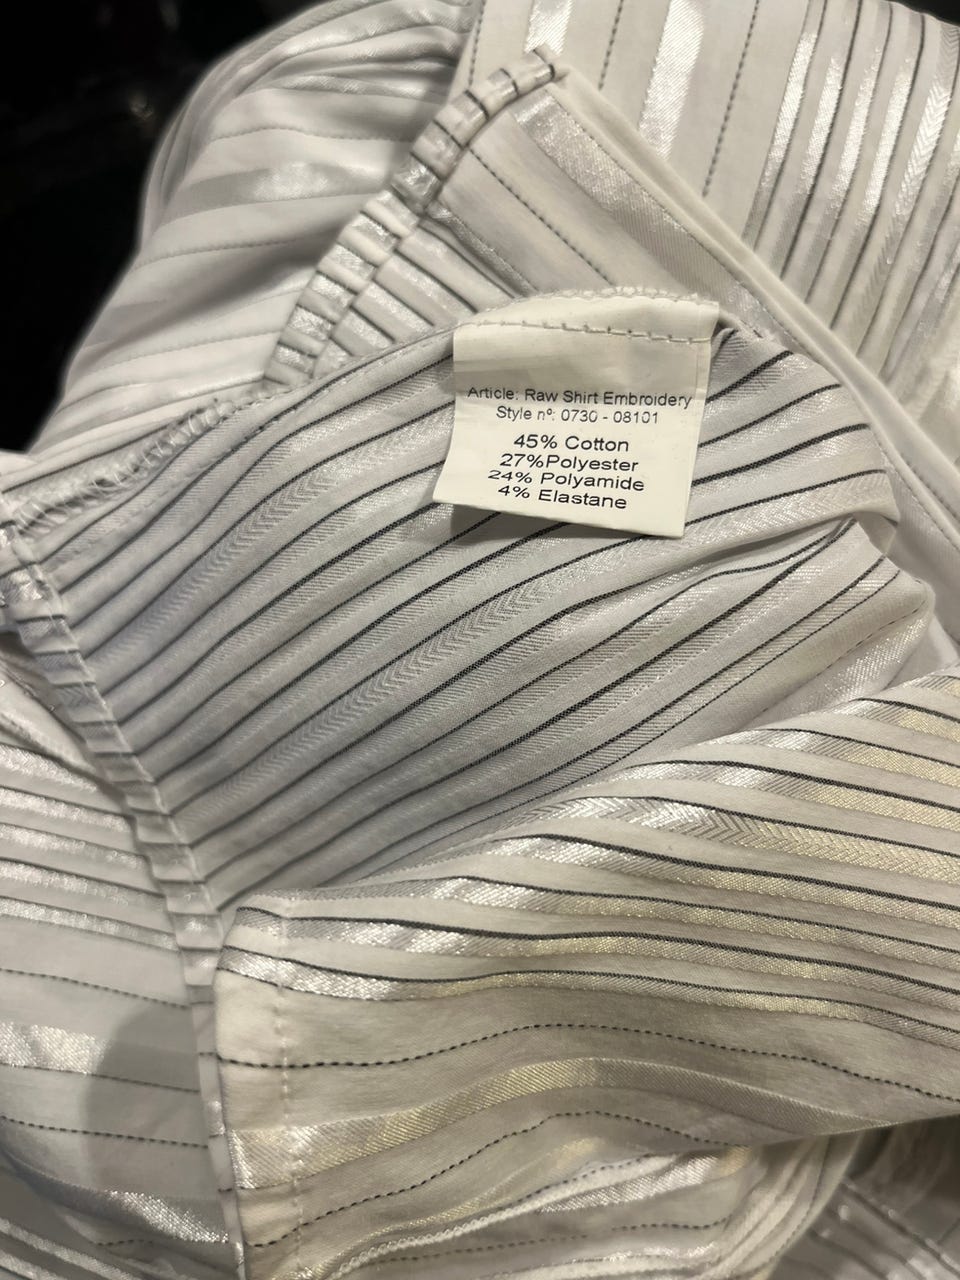 Article: Raw Shirt Embroidery
Style nº: 0730 - 08101
45% Cotton
27%Polyester
24% Polyamide
4% Elastane